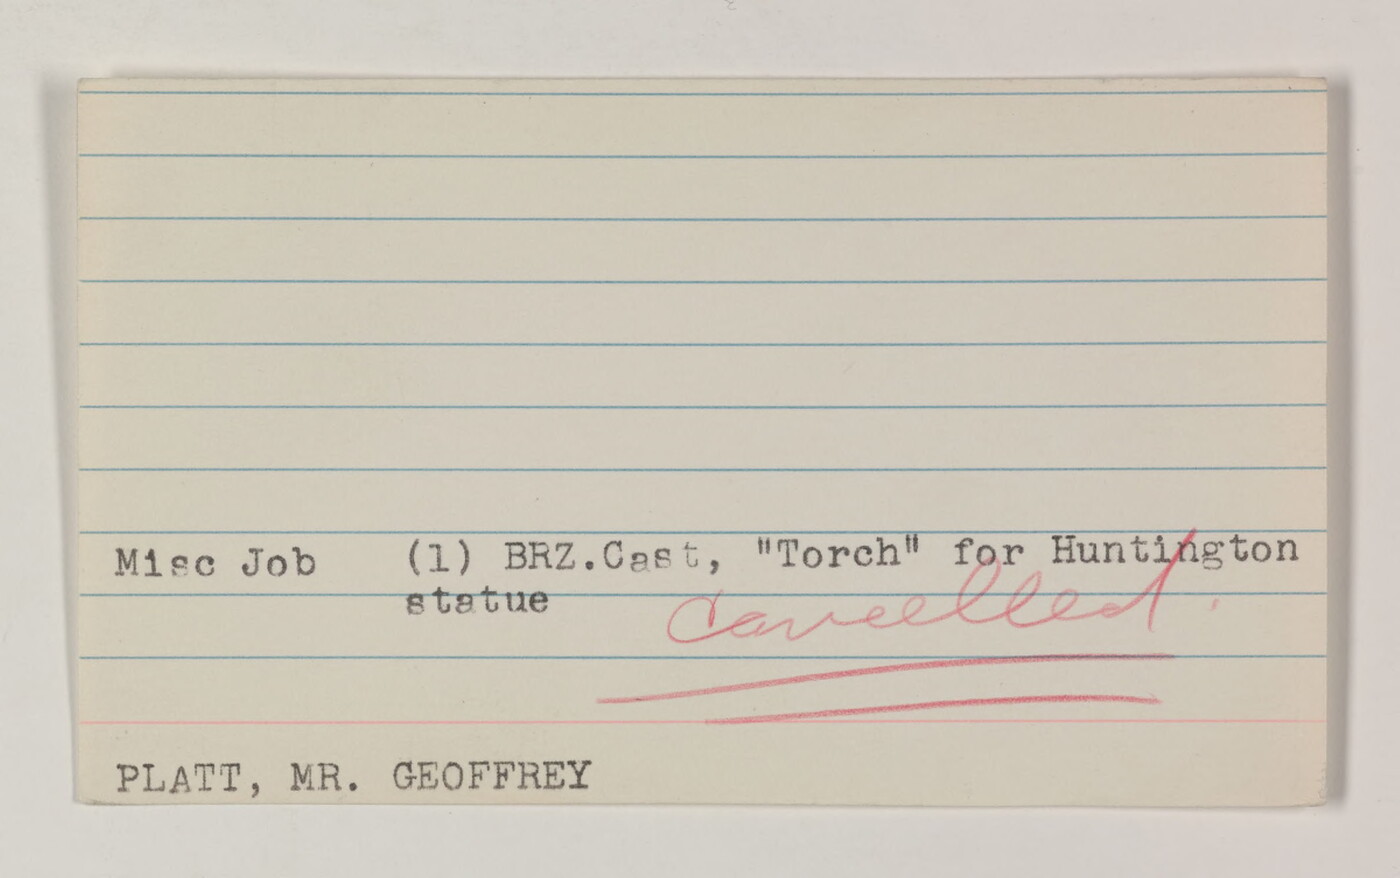 Misc Job (1) BRZ.Cast, "Torch" for Huntington
statue
Cancelled.
PLATT, MR. GEOFFREY